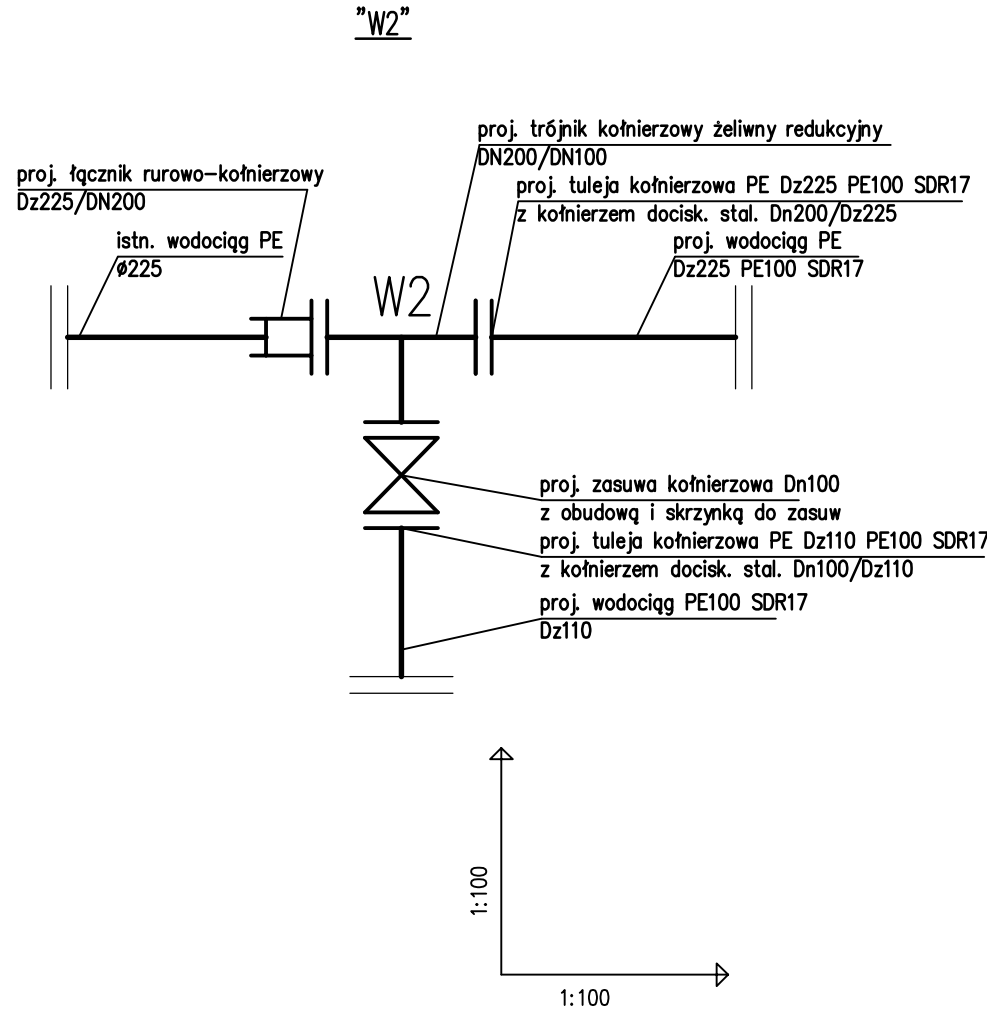 "W2"
proj. trójnik kołnierzowy żeliwny redukcyjny
DN200/DN100
proj. łącznik rurowo-kołnierzowy
Dz225/DN200
proj. tuleja kołnierzowa PE Dz225 PE100 SDR17
z kołnierzem docisk. stal. Dn200/Dz225
istn. wodociąg PE
ø225
proj. wodociąg PE
Dz225 PE100 SDR17
W2
proj. zasuwa kołnierzowa Dn100
z obudową i skrzynką do zasuw
proj. tuleja kołnierzowa PE Dz110 PE100 SDR17
z kołnierzem docisk. stal. Dn100/Dz110
proj. wodociąg PE100 SDR17
Dz110
1:100
1:100